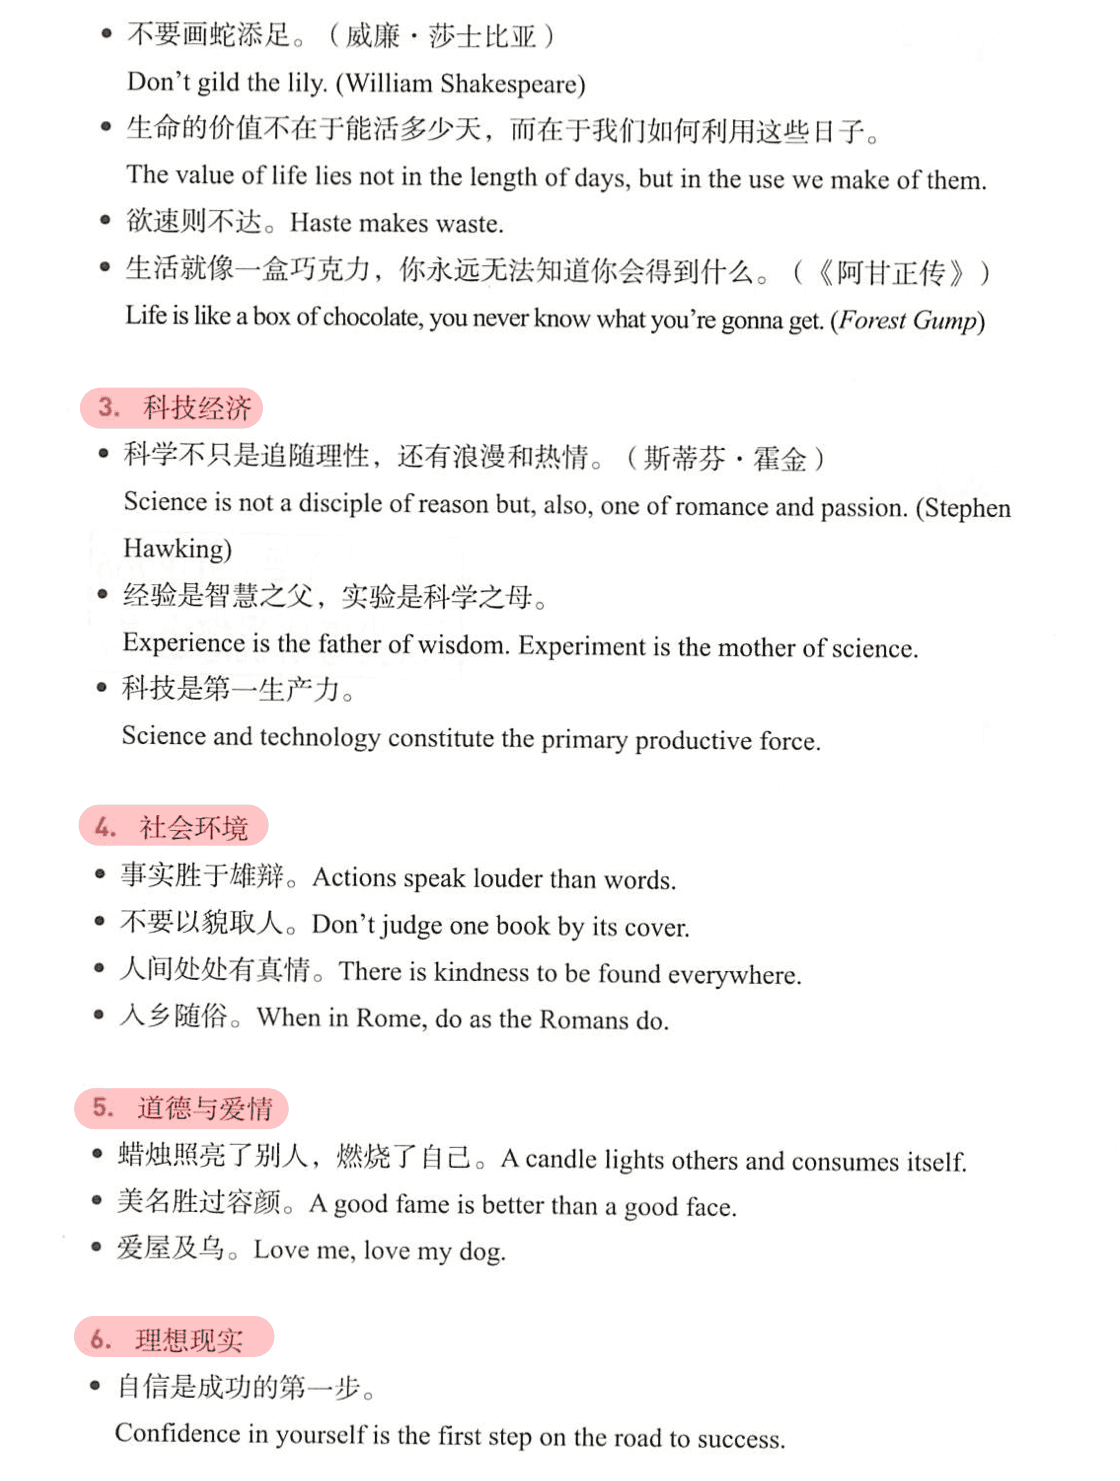 • 不要画蛇添足。（威廉·莎士比亚）
Don't gild the lily. (William Shakespeare)
• 生命的价值不在于能活多少天，而在于我们如何利用这些日子。
The value of life lies not in the length of days, but in the use we make of them.
• 欲速则不达。Haste makes waste.
• 生活就像一盒巧克力，你永远无法知道你会得到什么。（《阿甘正传》）
Life is like a box of chocolate, you never know what you're gonna get. (Forest Gump)
3. 科技经济
• 科学不只是追随理性，还有浪漫和热情。（斯蒂芬·霍金）
Science is not a disciple of reason but, also, one of romance and passion. (Stephen
Hawking)
• 经验是智慧之父，实验是科学之母。
Experience is the father of wisdom. Experiment is the mother of science.
• 科技是第一生产力。
Science and technology constitute the primary productive force.
4. 社会环境
• 事实胜于雄辩。Actions speak louder than words.
• 不要以貌取人。Don't judge one book by its cover.
• 人间处处有真情。There is kindness to be found everywhere.
• 入乡随俗。When in Rome, do as the Romans do.
5. 道德与爱情
• 蜡烛照亮了别人，燃烧了自己。A candle lights others and consumes itself.
• 美名胜过容颜。A good fame is better than a good face.
• 爱屋及乌。Love me, love my dog.
6. 理想现实
• 自信是成功的第一步。
Confidence in yourself is the first step on the road to success.